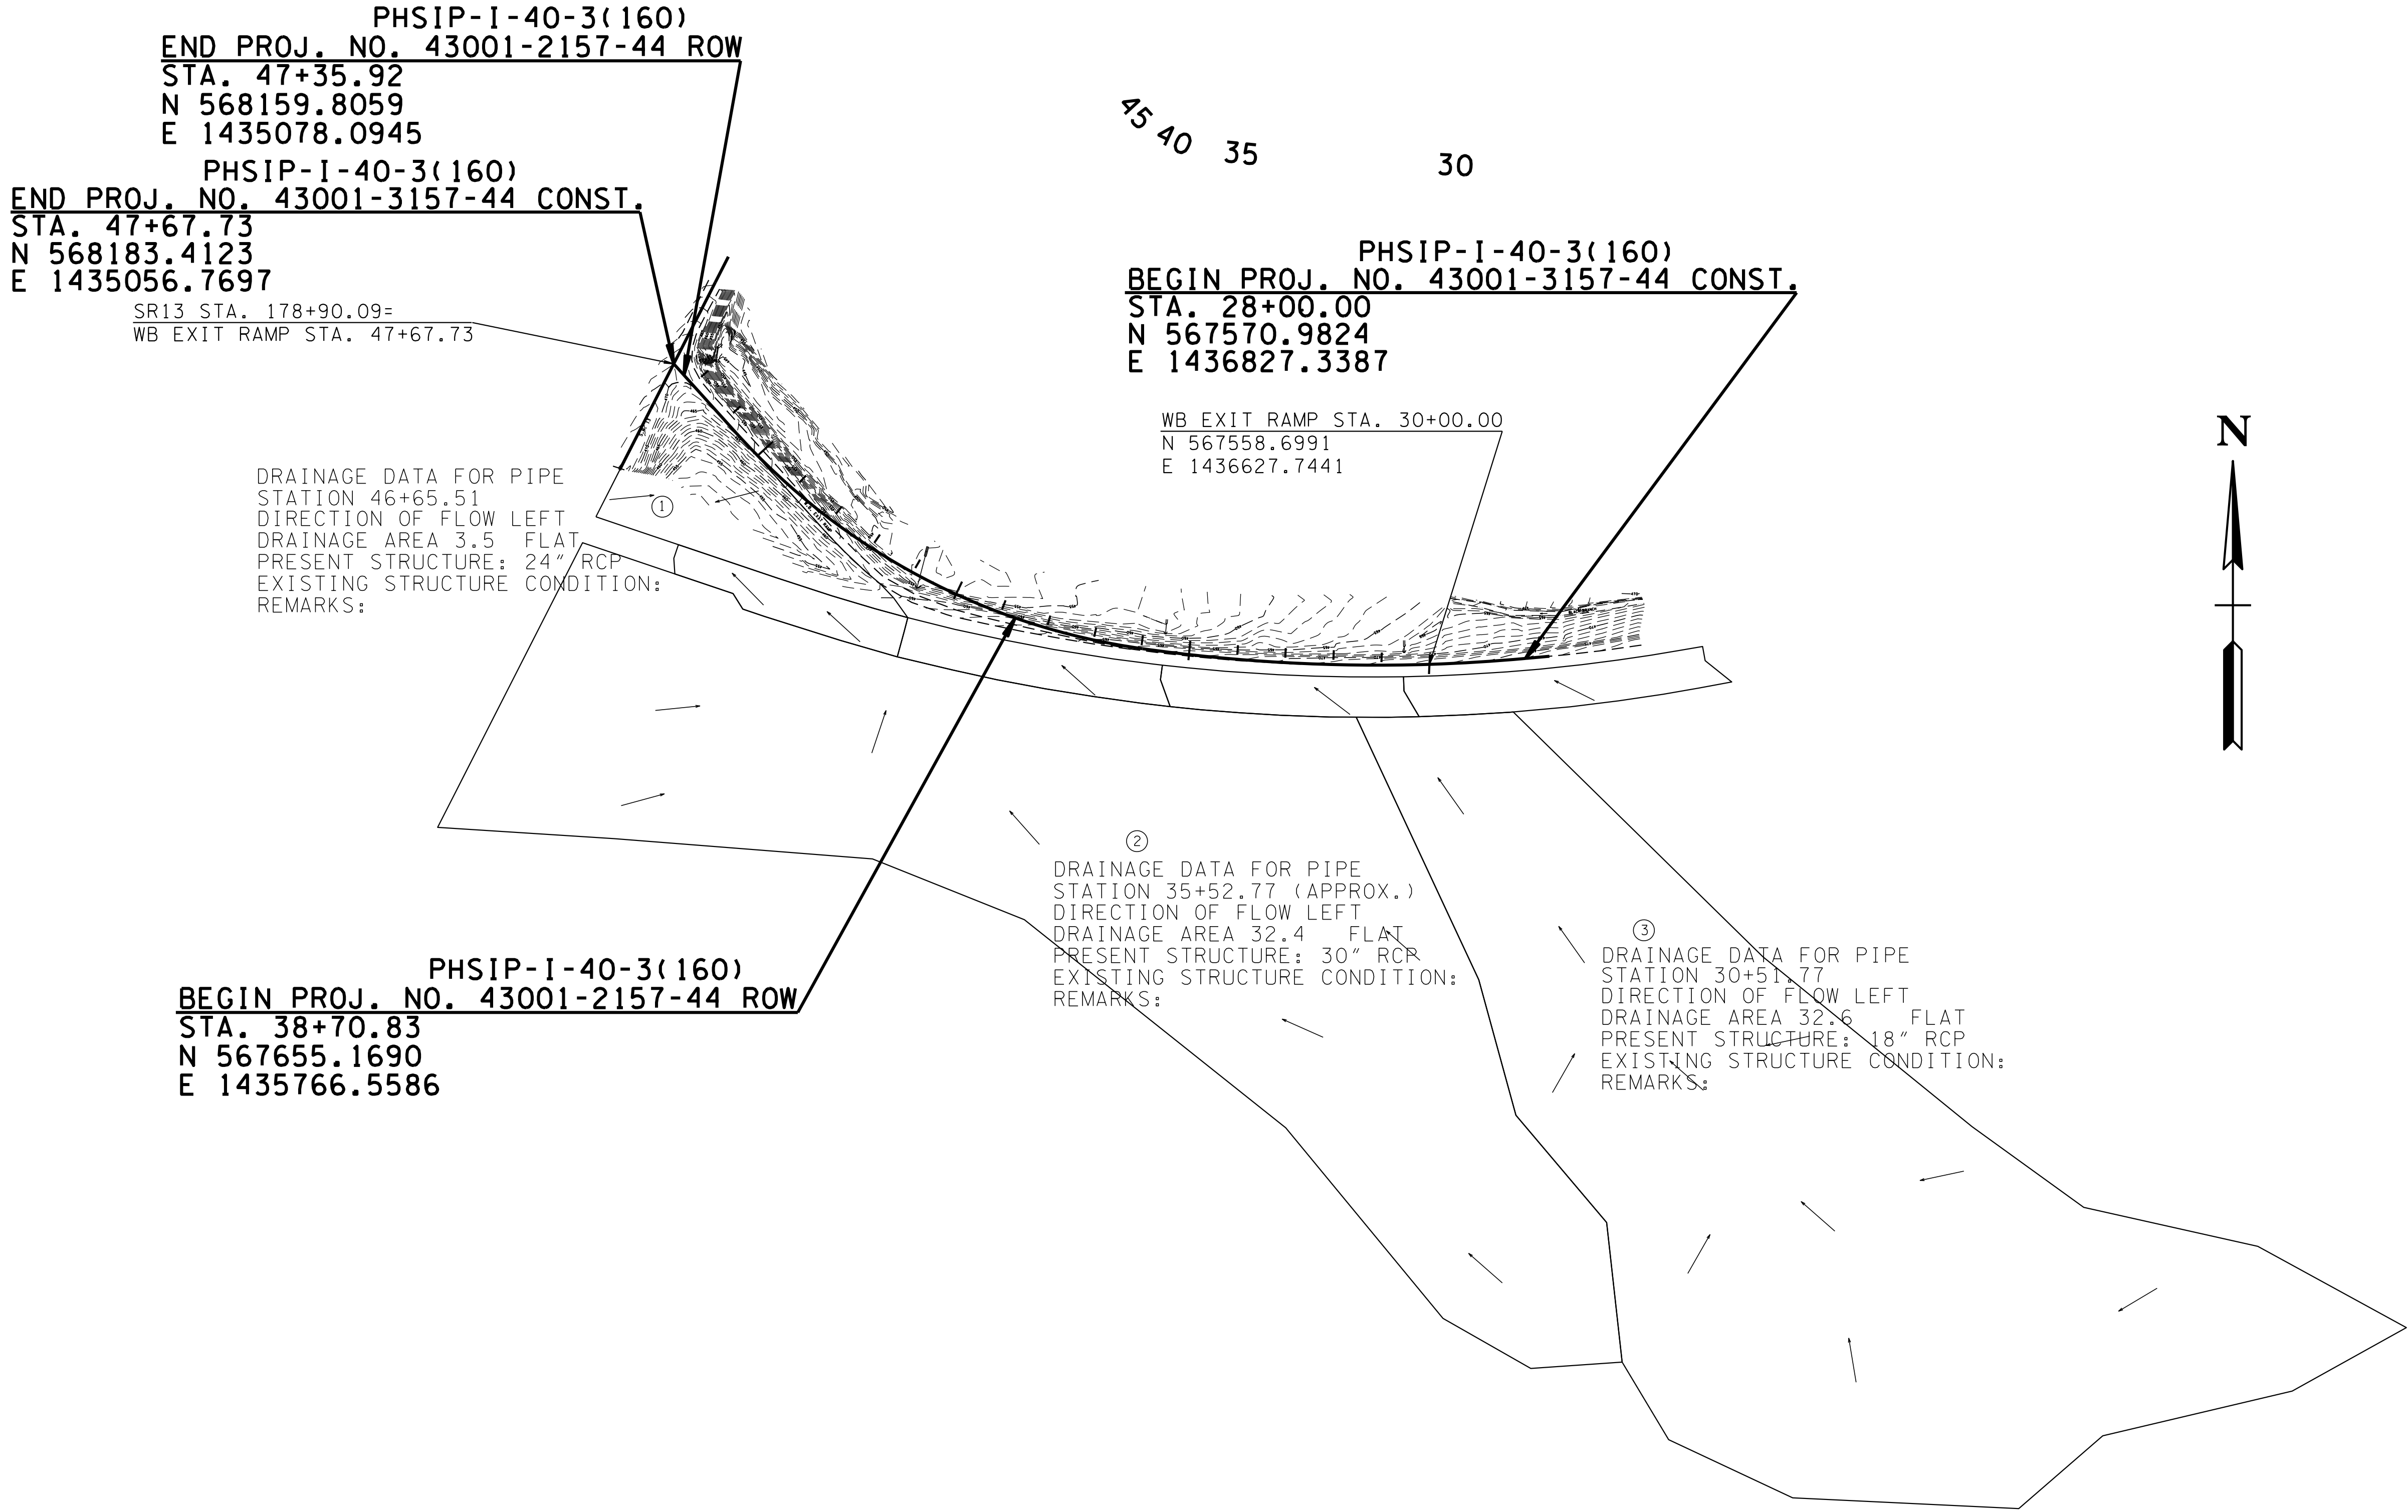 PHSIP-I-40-3(160)
END PROJ. NO. 43001-2157-44 ROW
STA. 47+35.92
N 568159.8059
E 1435078.0945
PHSIP-I-40-3(160)
END PROJ. NO. 43001-3157-44 CONST.
STA. 47+67.73
N 568183.4123
E 1435056.7697
SR13 STA. 178+90.09=
WB EXIT RAMP STA. 47+67.73
45
40
35
30
PHSIP-I-40-3(160)
BEGIN PROJ. NO. 43001-3157-44 CONST.
STA. 28+00.00
N 567570.9824
E 1436827.3387
WB EXIT RAMP STA. 30+00.00
N 567558.6991
E 1436627.7441
N
1
DRAINAGE DATA FOR PIPE
STATION 46+65.51
DIRECTION OF FLOW LEFT
DRAINAGE AREA 3.5 FLAT
PRESENT STRUCTURE: 24" RCP
EXISTING STRUCTURE CONDITION:
REMARKS:
2
DRAINAGE DATA FOR PIPE
STATION 35+52.77 (APPROX.)
DIRECTION OF FLOW LEFT
DRAINAGE AREA 32.4 FLAT
PRESENT STRUCTURE: 30" RCP
EXISTING STRUCTURE CONDITION:
REMARKS:
3
DRAINAGE DATA FOR PIPE
STATION 30+51.77
DIRECTION OF FLOW LEFT
DRAINAGE AREA 32.6 FLAT
PRESENT STRUCTURE: 18" RCP
EXISTING STRUCTURE CONDITION:
REMARKS:
PHSIP-I-40-3(160)
BEGIN PROJ. NO. 43001-2157-44 ROW
STA. 38+70.83
N 567655.1690
E 1435766.5586